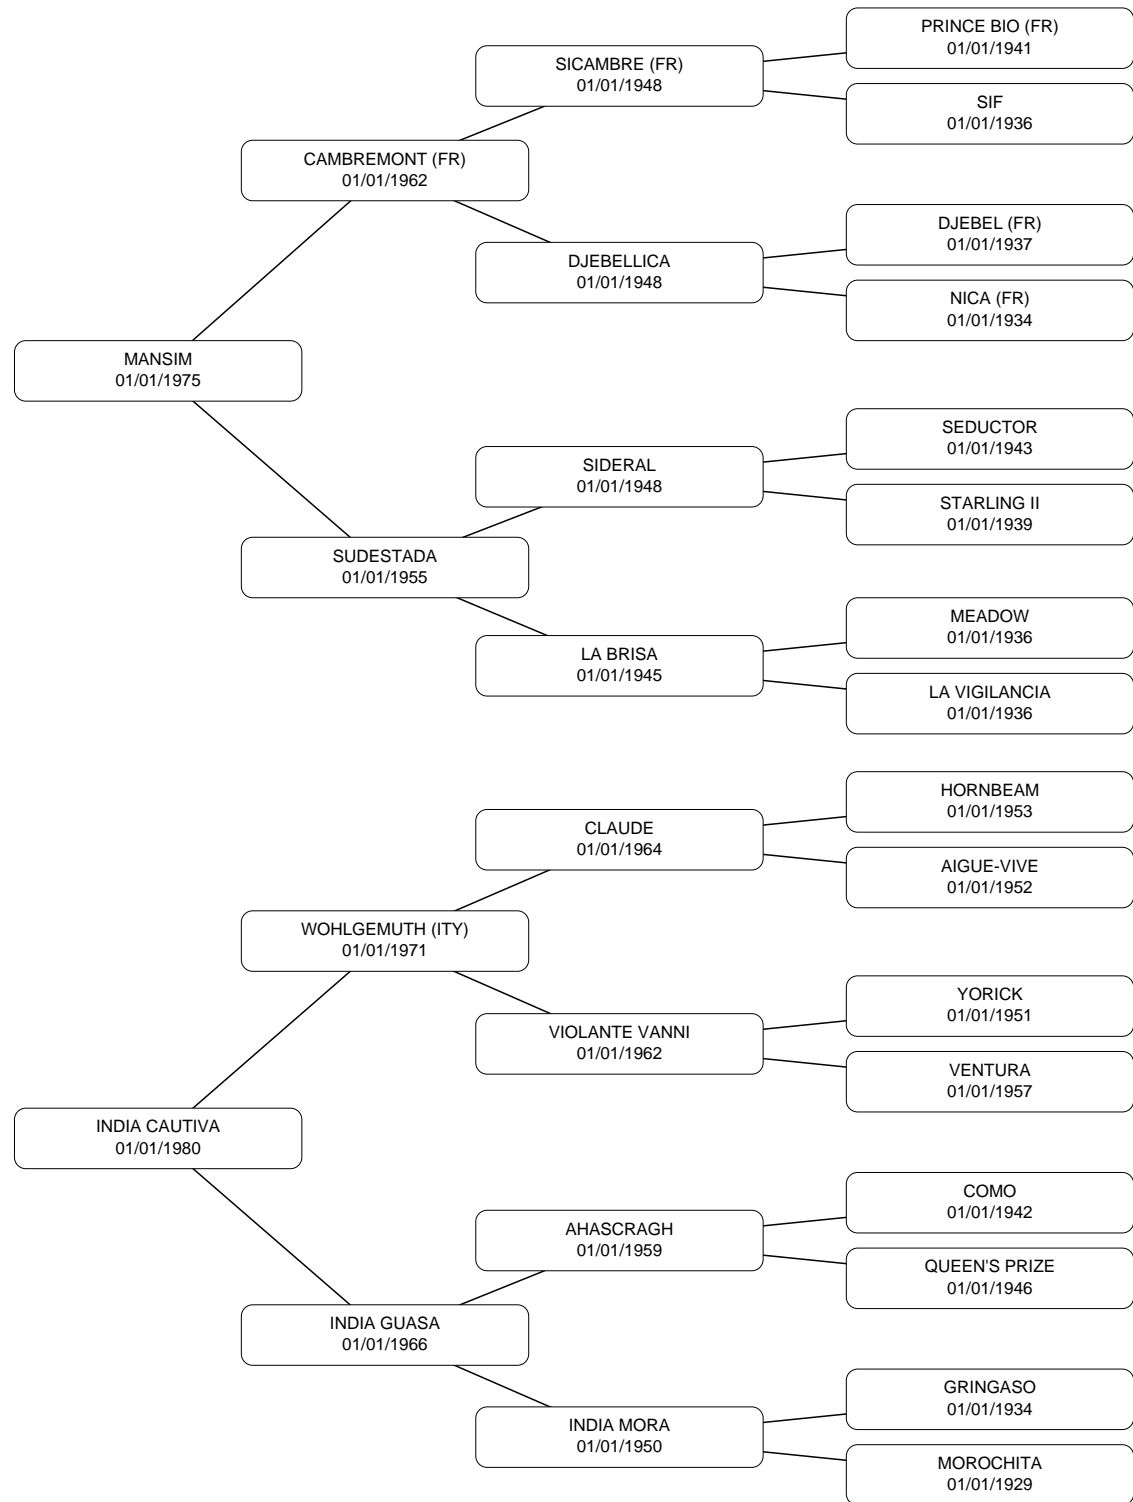 PRINCE BIO (FR)
01/01/1941
SICAMBRE (FR)
01/01/1948
SIF
01/01/1936
CAMBREMONT (FR)
01/01/1962
DJEBEL (FR)
01/01/1937
DJEBELLICA
01/01/1948
NICA (FR)
01/01/1934
MANSIM
01/01/1975
SEDUCTOR
01/01/1943
SIDERAL
01/01/1948
STARLING II
01/01/1939
SUDESTADA
01/01/1955
MEADOW
01/01/1936
LA BRISA
01/01/1945
LA VIGILANCIA
01/01/1936
HORNBEAM
01/01/1953
CLAUDE
01/01/1964
AIGUE-VIVE
01/01/1952
WOHLGEMUTH (ITY)
01/01/1971
YORICK
01/01/1951
VIOLANTE VANNI
01/01/1962
VENTURA
01/01/1957
INDIA CAUTIVA
01/01/1980
COMO
01/01/1942
AHASCRAGH
01/01/1959
QUEEN'S PRIZE
01/01/1946
INDIA GUASA
01/01/1966
GRINGASO
01/01/1934
INDIA MORA
01/01/1950
MOROCHITA
01/01/1929